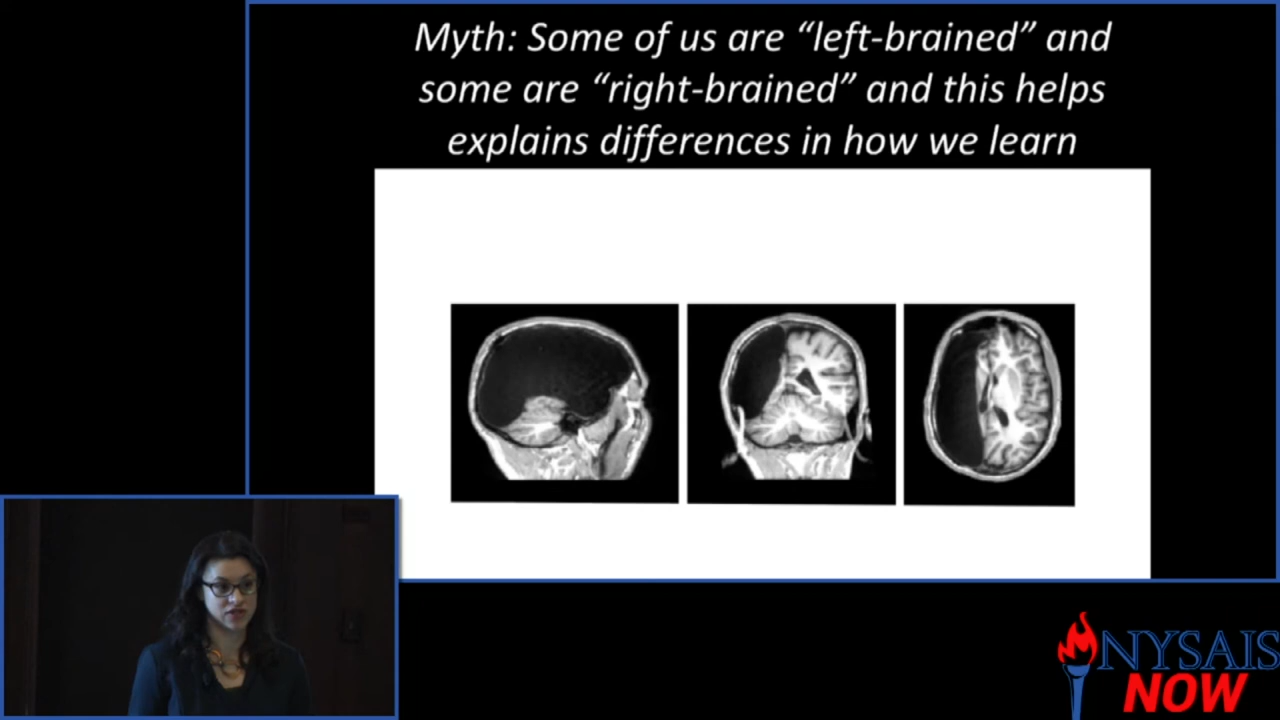 Myth: Some of us are “left-brained” and
some are “right-brained” and this helps
explains differences in how we learn
NYSAIS
NOW